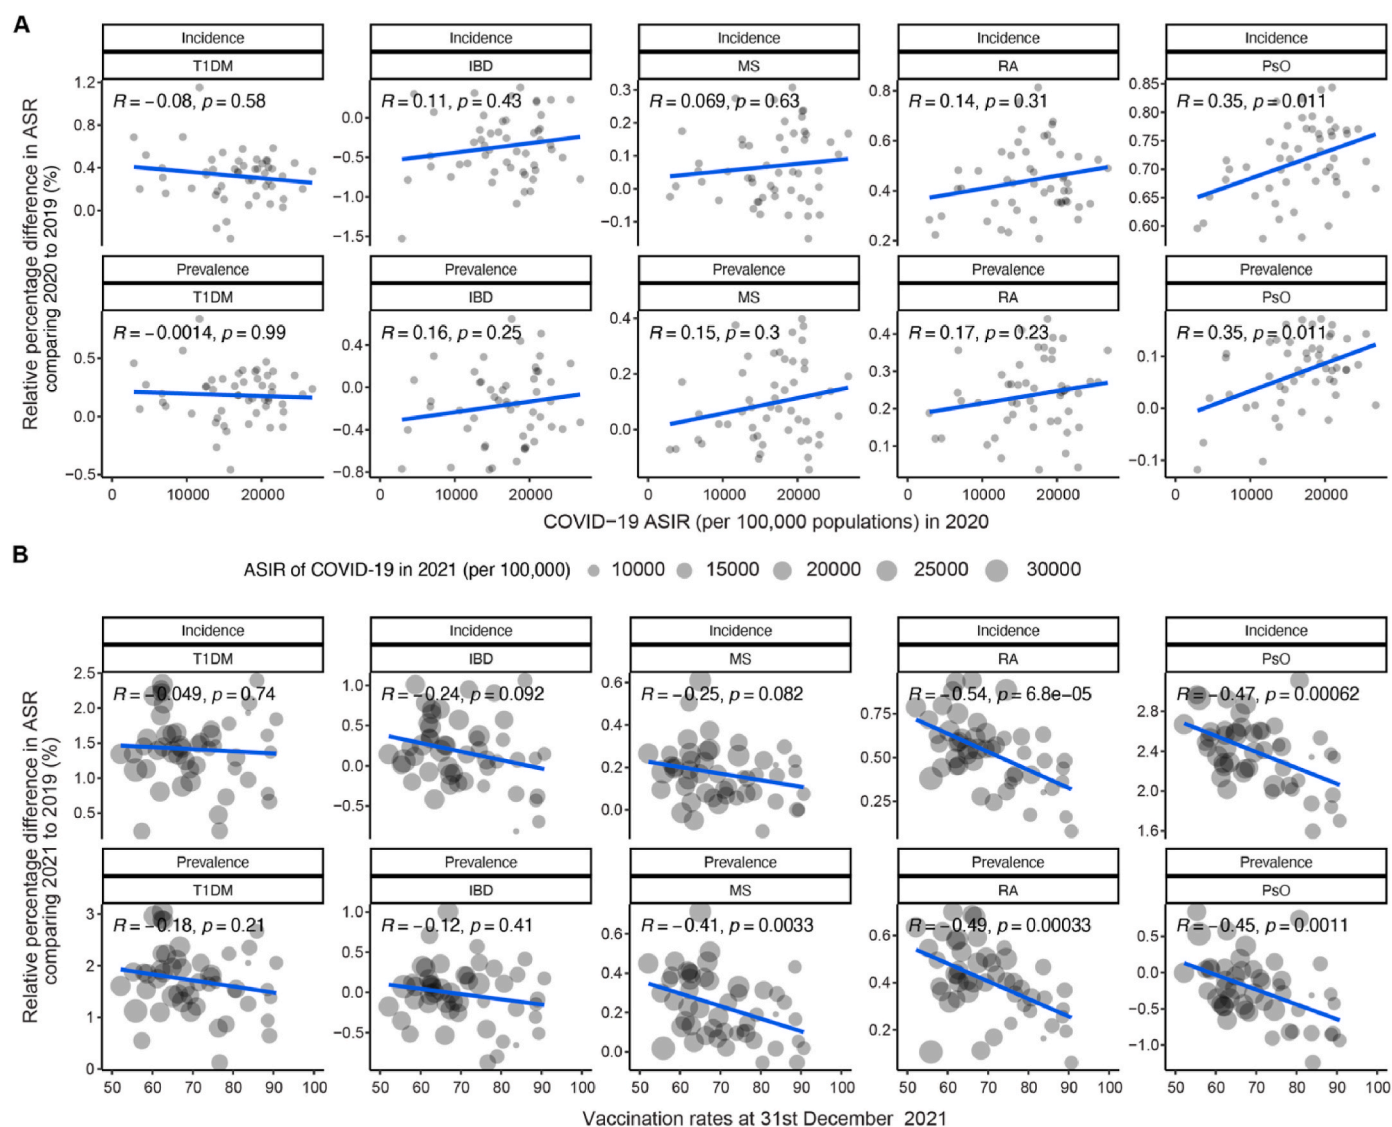 A
Incidence Incidence Incidence Incidence Incidence
T1DM IBD MS RA PsO
R = −0.08, p = 0.58 R = 0.11, p = 0.43 R = 0.069, p = 0.63 R = 0.14, p = 0.31 R = 0.35, p = 0.011
1.2 0.8 0.4 0.0
0.0 −0.5 −1.0 −1.5
0.3 0.2 0.1 0.0 −0.1
0.8 0.6 0.4 0.2
0.85 0.80 0.75 0.70 0.65 0.60
Relative percentage difference in ASR
comparing 2020 to 2019 (%)
Prevalence Prevalence Prevalence Prevalence Prevalence
T1DM IBD MS RA PsO
R = −0.0014, p = 0.99 R = 0.16, p = 0.25 R = 0.15, p = 0.3 R = 0.17, p = 0.23 R = 0.35, p = 0.011
0.5 0.0 −0.5
0.4 0.0 −0.4 −0.8
0.4 0.2 0.0
0.4 0.3 0.2 0.1
0.1 0.0 −0.1
0 10000 20000 0 10000 20000 0 10000 20000 0 10000 20000 0 10000 20000
COVID−19 ASIR (per 100,000 populations) in 2020
B
ASIR of COVID-19 in 2021 (per 100,000) 10000 15000 20000 25000 30000
Incidence Incidence Incidence Incidence Incidence
T1DM IBD MS RA PsO
R = −0.049, p = 0.74 R = −0.24, p = 0.092 R = −0.25, p = 0.082 R = −0.54, p = 6.8e−05 R = −0.47, p = 0.00062
2.5 2.0 1.5 1.0 0.5
1.0 0.5 0.0 −0.5
0.6 0.4 0.2 0.0
0.75 0.50 0.25
2.8 2.4 2.0 1.6
Relative percentage difference in ASR
comparing 2021 to 2019 (%)
Prevalence Prevalence Prevalence Prevalence Prevalence
T1DM IBD MS RA PsO
R = −0.18, p = 0.21 R = −0.12, p = 0.41 R = −0.41, p = 0.0033 R = −0.49, p = 0.00033 R = −0.45, p = 0.0011
3 2 1 0
1.0 0.5 0.0 −0.5
0.6 0.4 0.2 0.0
0.6 0.4 0.2
0.5 0.0 −0.5 −1.0
50 60 70 80 90 100 50 60 70 80 90 100 50 60 70 80 90 100 50 60 70 80 90 100 50 60 70 80 90 100
Vaccination rates at 31st December 2021